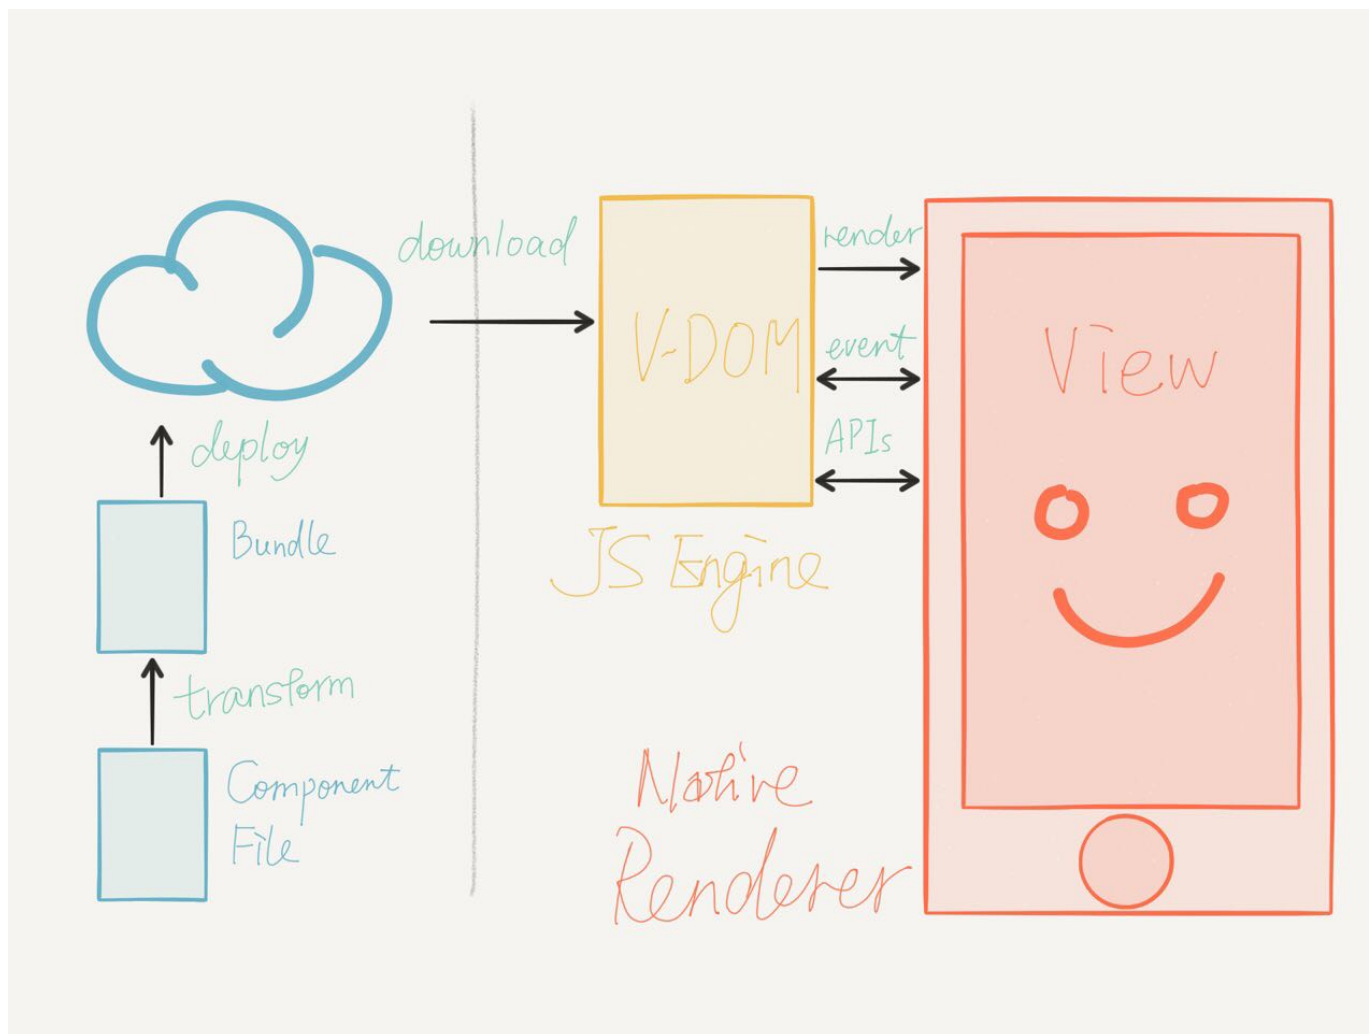 download
render
V-DOM
event
View
APIs
deploy
Bundle
JS Engine
transform
Component
File
Native
Renderer